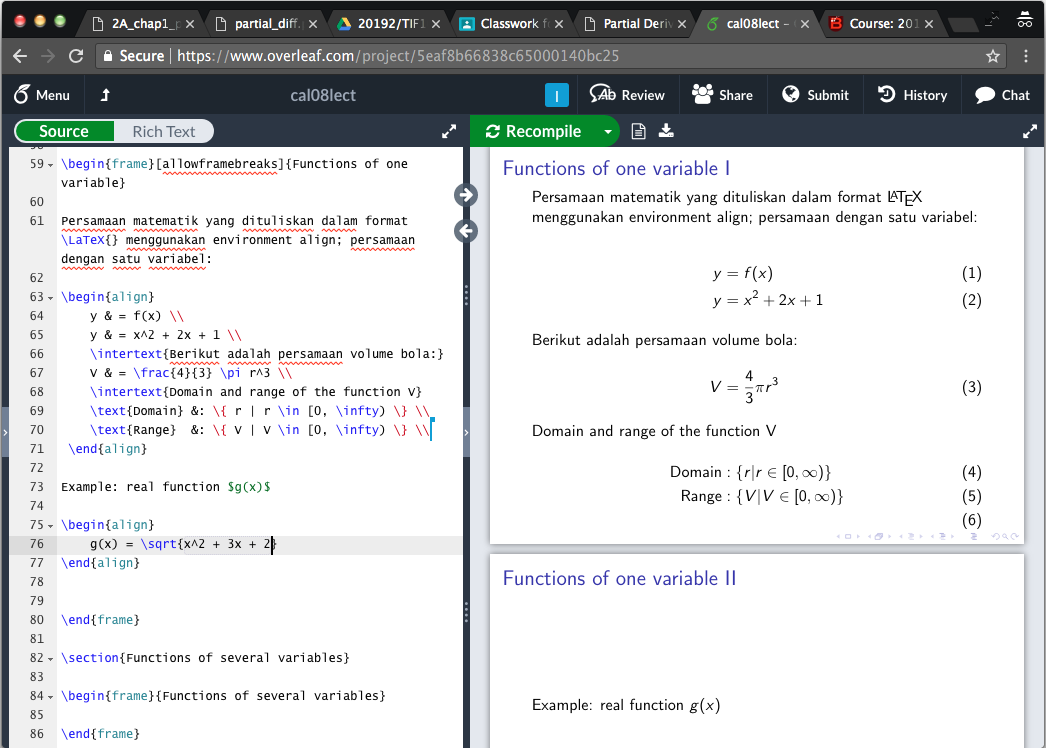 2A_chap1_p
partial_diff.
20192/TIF1
Classwork f
Partial Deriv
cal08lect –
Course: 201
Secure | https://www.overleaf.com/project/5eaf8b66838c65000140bc25
Menu
cal08lect
I
Review
Share
Submit
History
Chat
Source
Rich Text
Recompile
59 \begin{frame}[allowframebreaks]{Functions of one
variable}
60
61 Persamaan matematik yang dituliskan dalam format
\LaTeX{} menggunakan environment align; persamaan
dengan satu variabel:
62
63 \begin{align}
64 y & = f(x) \\
65 y & = x^2 + 2x + 1 \\
66 \intertext{Berikut adalah persamaan volume bola:}
67 V & = \frac{4}{3} \pi r^3 \\
68 \intertext{Domain and range of the function V}
69 \text{Domain} &: \{ r | r \in [0, \infty) \} \\
70 \text{Range} &: \{ V | V \in [0, \infty) \} \\
71 \end{align}
72
73 Example: real function $g(x)$
74
75 \begin{align}
76 g(x) = \sqrt{x^2 + 3x + 2}
77 \end{align}
78
79
80 \end{frame}
81
82 \section{Functions of several variables}
83
84 \begin{frame}{Functions of several variables}
85
86 \end{frame}
Functions of one variable I
Persamaan matematik yang dituliskan dalam format LATEX
menggunakan environment align; persamaan dengan satu variabel:
y = f(x) (1)
y = x² + 2x + 1 (2)
Berikut adalah persamaan volume bola:
V = 4/3 πr³ (3)
Domain and range of the function V
Domain : {r|r ∈ [0, ∞)} (4)
Range : {V|V ∈ [0, ∞)} (5)
(6)
Functions of one variable II
Example: real function g(x)